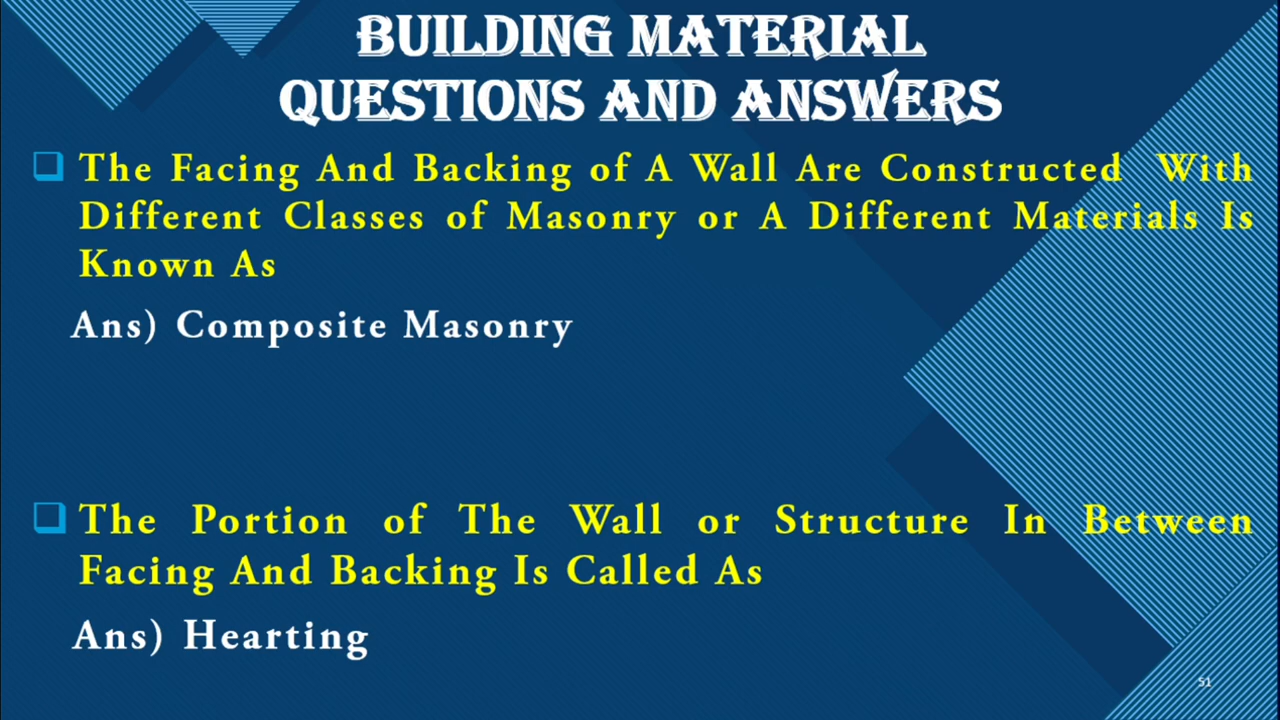 BUILDING MATERIAL
QUESTIONS AND ANSWERS
The Facing And Backing of A Wall Are Constructed With
Different Classes of Masonry or A Different Materials Is
Known As
Ans) Composite Masonry
The Portion of The Wall or Structure In Between
Facing And Backing Is Called As
Ans) Hearting
51